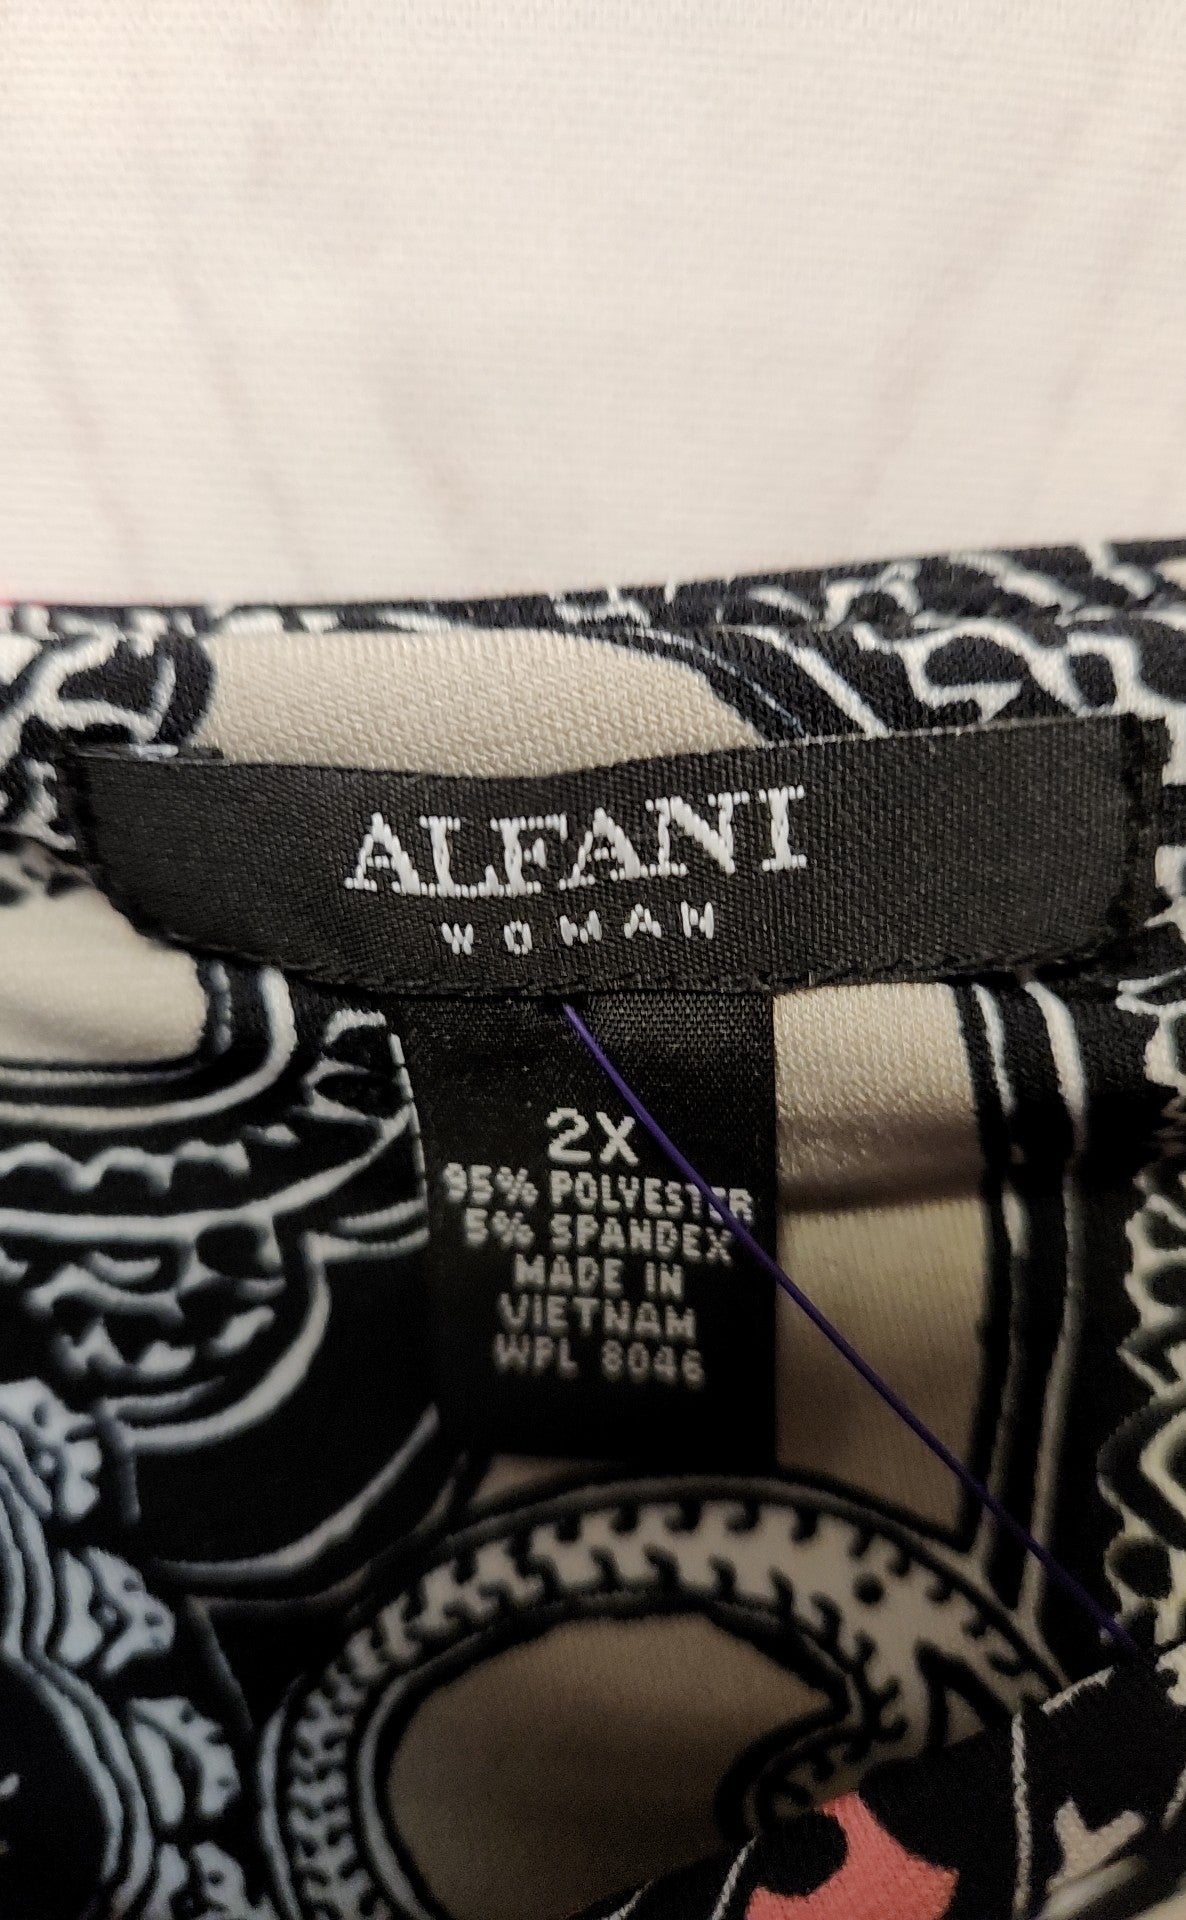 ALFANI
WOMAN
2X
95% POLYESTER
5% SPANDEX
MADE IN
VIETNAM
WPL 8046